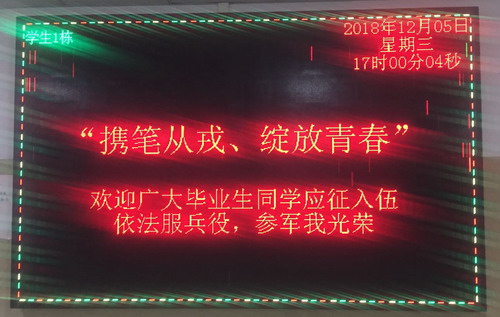 学生1栋
2018年12月05日
星期三
17时00分04秒
“携笔从戎、绽放青春”
欢迎广大毕业生同学应征入伍
依法服兵役，参军我光荣